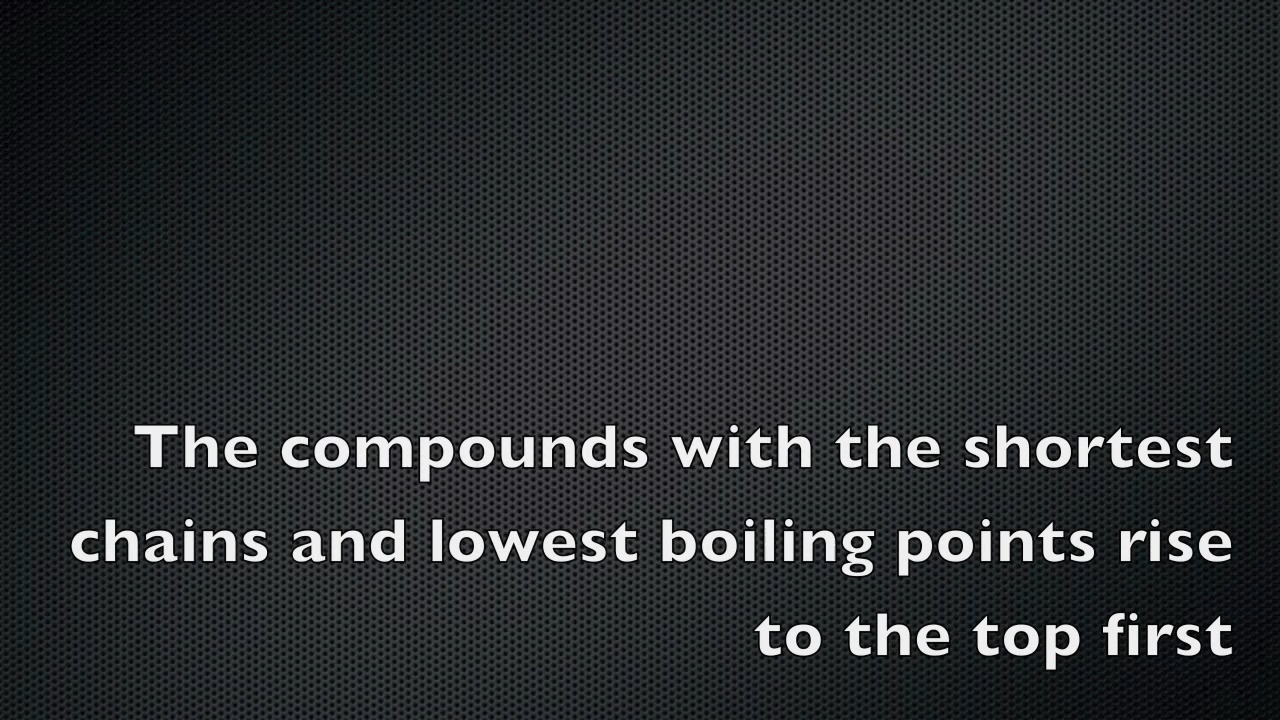 The compounds with the shortest
chains and lowest boiling points rise
to the top first